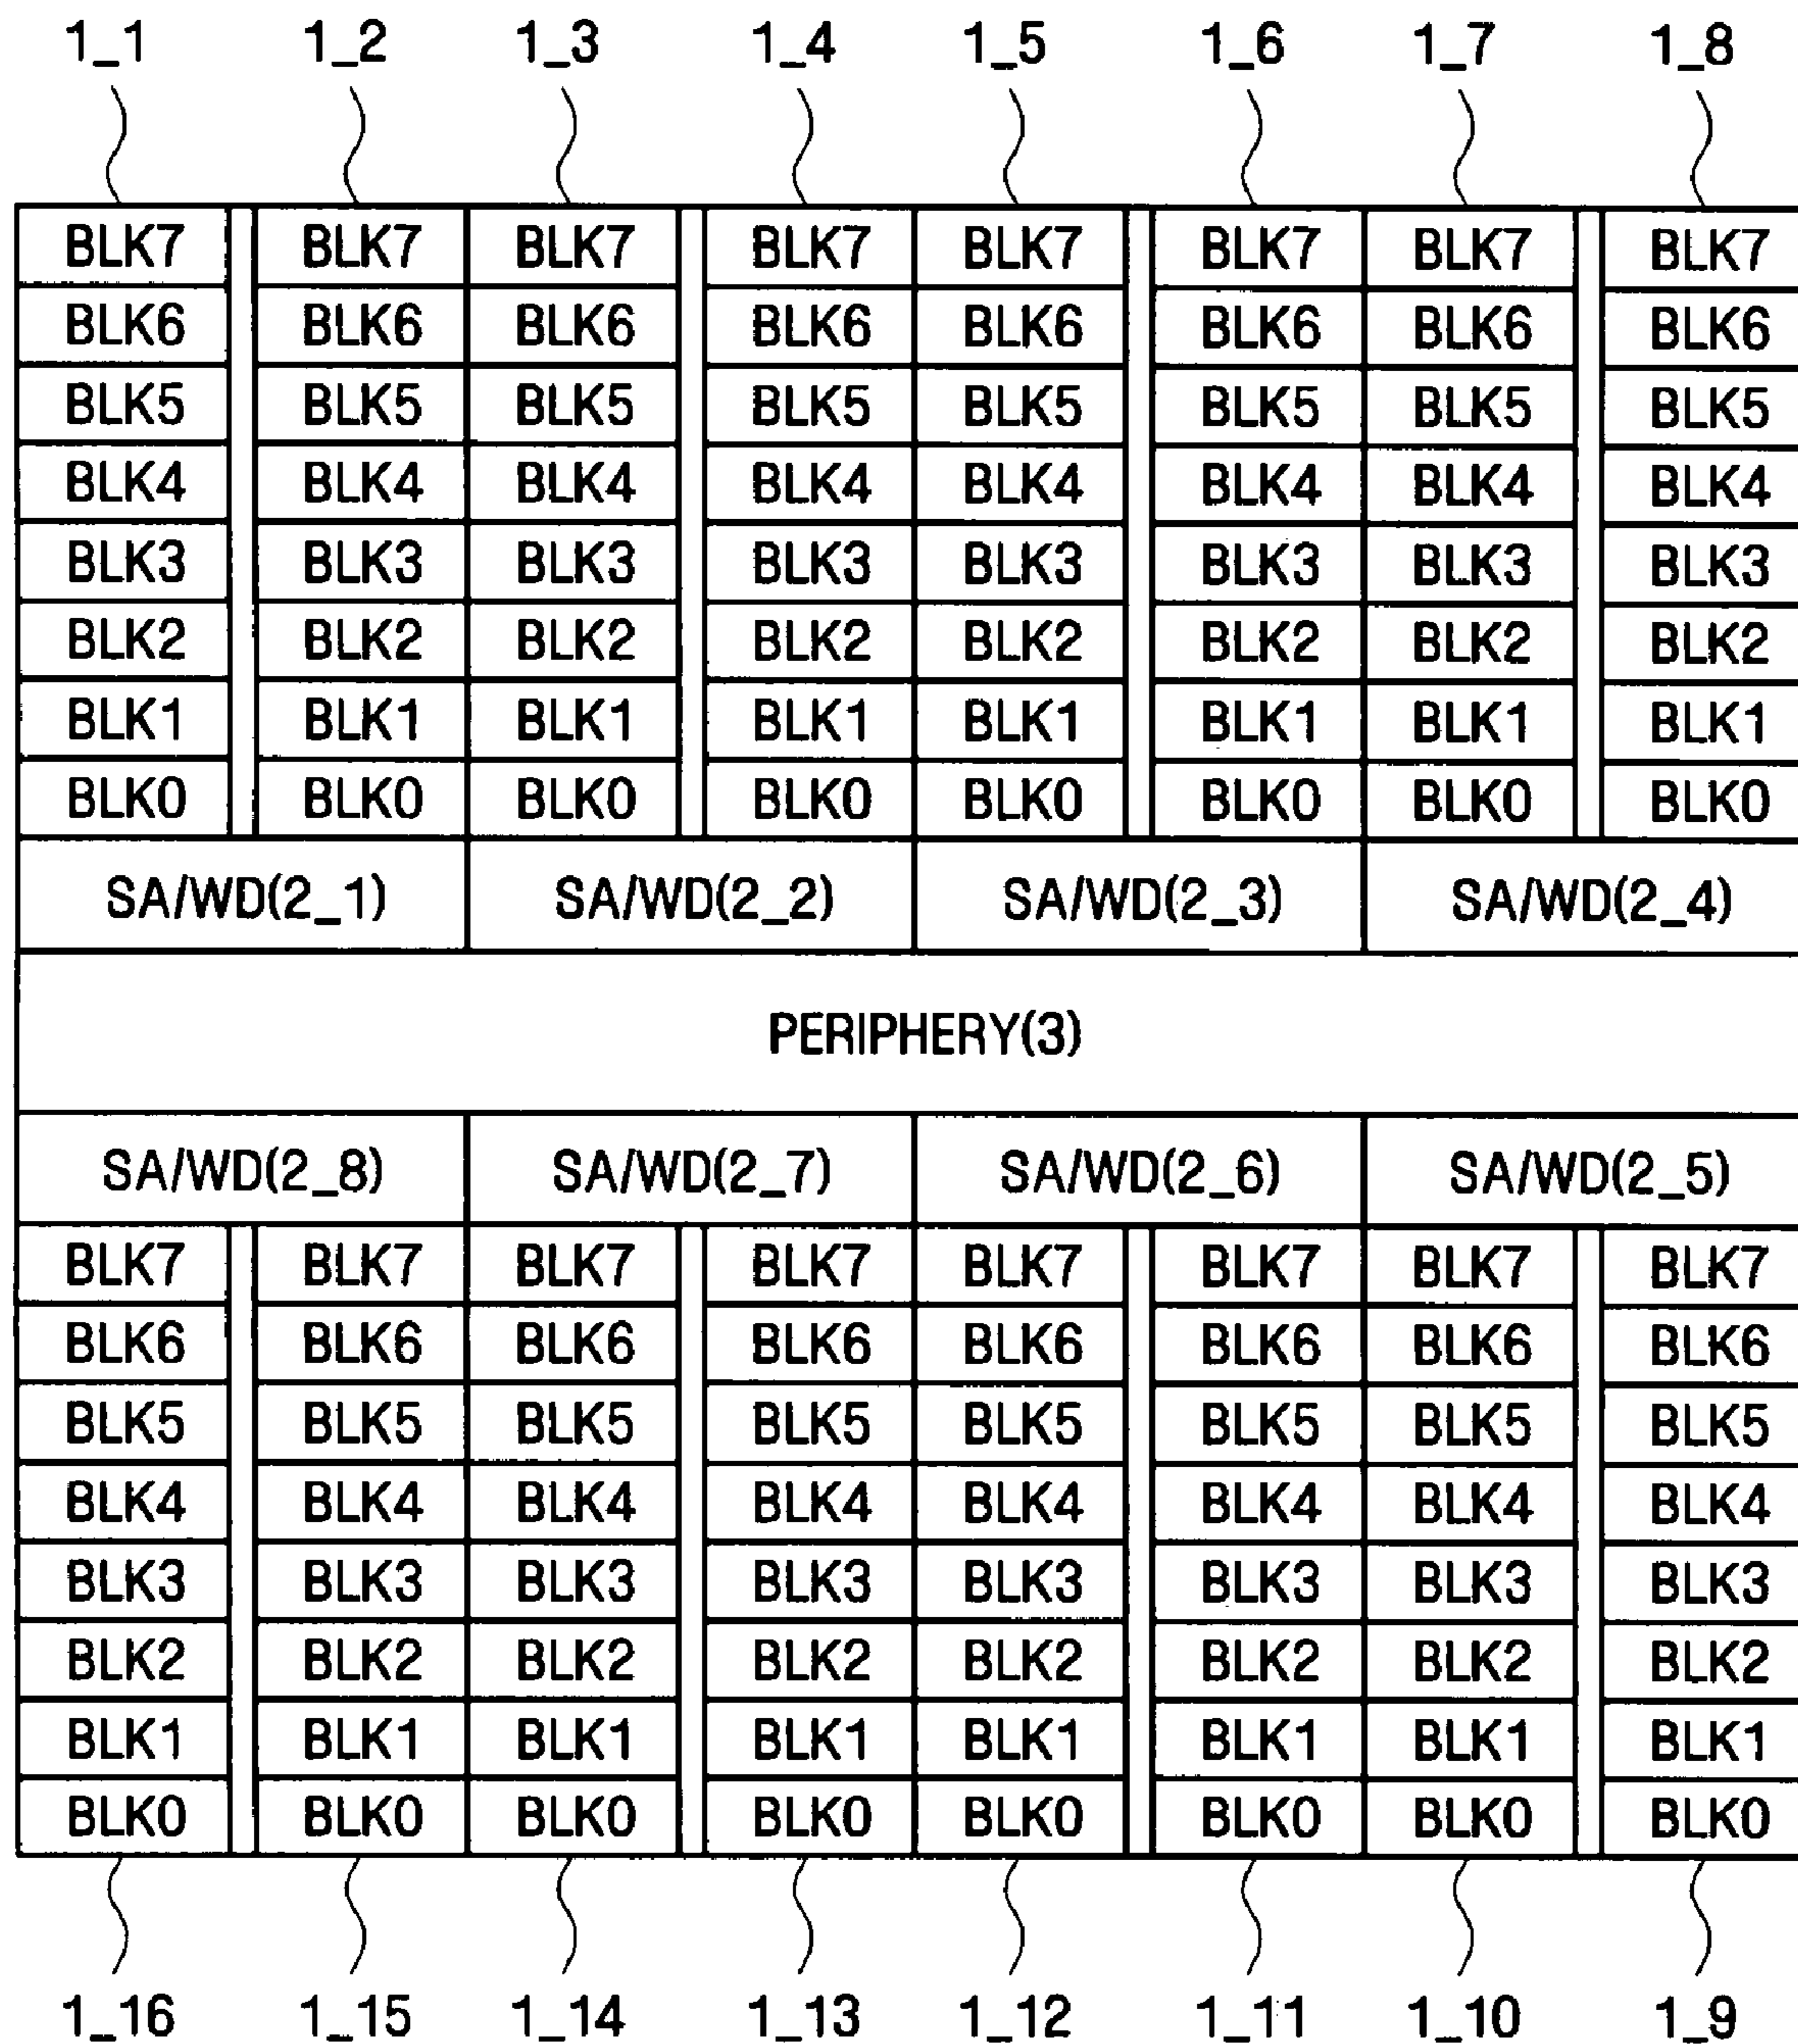 1_1 1_2 1_3 1_4 1_5 1_6 1_7 1_8
BLK7 BLK7 BLK7 BLK7 BLK7 BLK7 BLK7 BLK7
BLK6 BLK6 BLK6 BLK6 BLK6 BLK6 BLK6 BLK6
BLK5 BLK5 BLK5 BLK5 BLK5 BLK5 BLK5 BLK5
BLK4 BLK4 BLK4 BLK4 BLK4 BLK4 BLK4 BLK4
BLK3 BLK3 BLK3 BLK3 BLK3 BLK3 BLK3 BLK3
BLK2 BLK2 BLK2 BLK2 BLK2 BLK2 BLK2 BLK2
BLK1 BLK1 BLK1 BLK1 BLK1 BLK1 BLK1 BLK1
BLK0 BLK0 BLK0 BLK0 BLK0 BLK0 BLK0 BLK0
SA/WD(2_1) SA/WD(2_2) SA/WD(2_3) SA/WD(2_4)
PERIPHERY(3)
SA/WD(2_8) SA/WD(2_7) SA/WD(2_6) SA/WD(2_5)
BLK7 BLK7 BLK7 BLK7 BLK7 BLK7 BLK7 BLK7
BLK6 BLK6 BLK6 BLK6 BLK6 BLK6 BLK6 BLK6
BLK5 BLK5 BLK5 BLK5 BLK5 BLK5 BLK5 BLK5
BLK4 BLK4 BLK4 BLK4 BLK4 BLK4 BLK4 BLK4
BLK3 BLK3 BLK3 BLK3 BLK3 BLK3 BLK3 BLK3
BLK2 BLK2 BLK2 BLK2 BLK2 BLK2 BLK2 BLK2
BLK1 BLK1 BLK1 BLK1 BLK1 BLK1 BLK1 BLK1
BLK0 BLK0 BLK0 BLK0 BLK0 BLK0 BLK0 BLK0
1_16 1_15 1_14 1_13 1_12 1_11 1_10 1_9